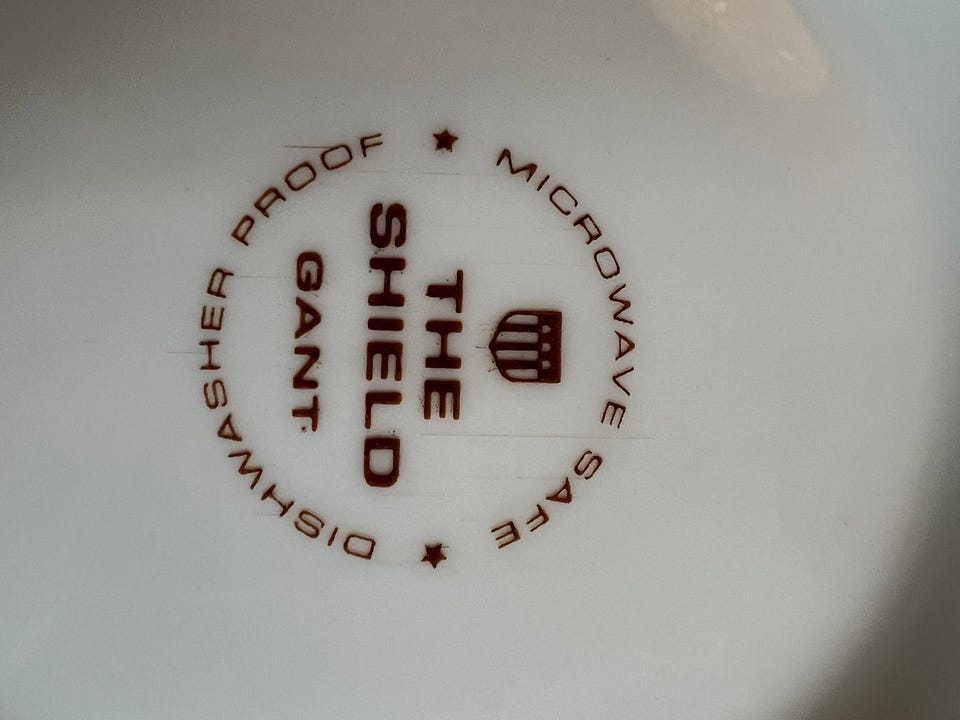 MICROWAVE SAFE
THE
SHIELD
GANT
DISHWASHER PROOF